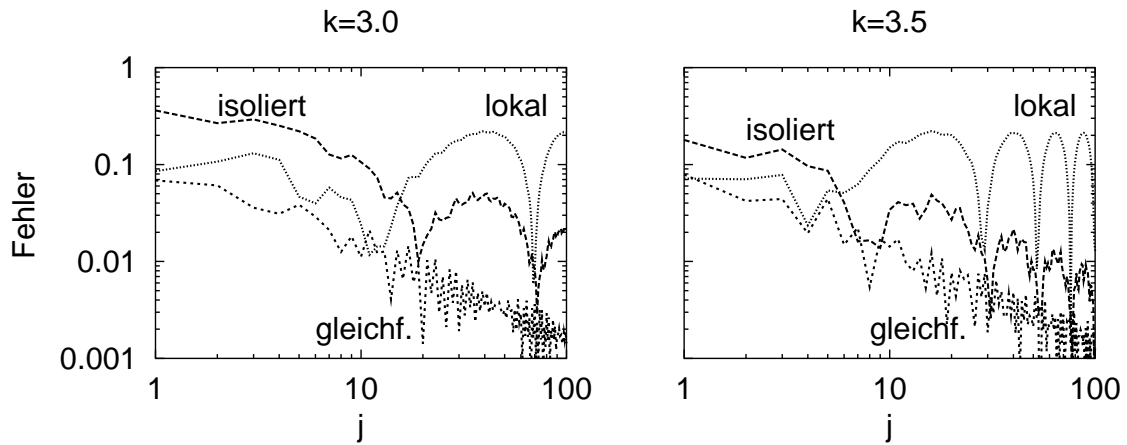 k=3.0
k=3.5
Fehler
1
0.1
0.01
0.001
isoliert
lokal
gleichf.
1
10
100
j
isoliert
lokal
gleichf.
1
10
100
j